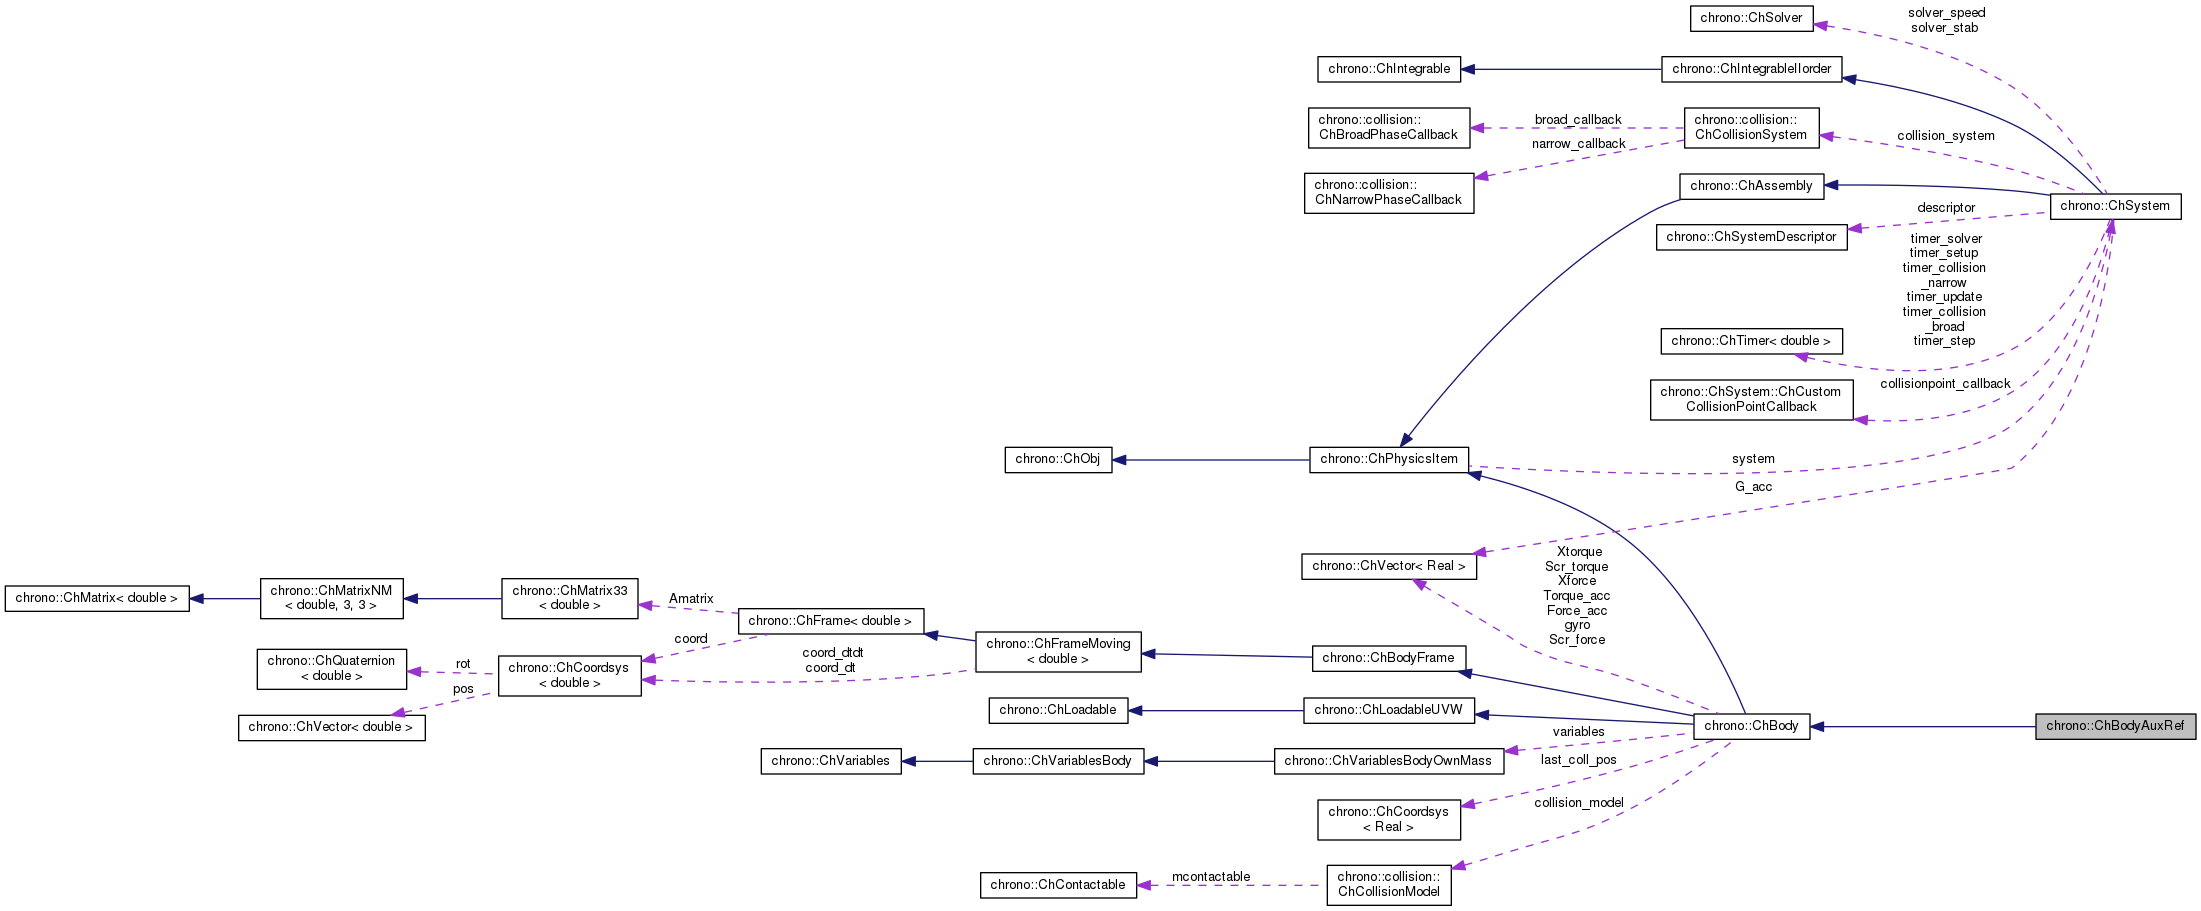 chrono::ChSolver
solver_speed
solver_stab
chrono::ChIntegrable
chrono::ChIntegrableIIorder
chrono::collision::
ChBroadPhaseCallback
broad_callback
chrono::collision::
ChCollisionSystem
collision_system
narrow_callback
chrono::collision::
ChNarrowPhaseCallback
chrono::ChAssembly
chrono::ChSystem
descriptor
chrono::ChSystemDescriptor
timer_solver
timer_setup
timer_collision
_narrow
timer_update
timer_collision
_broad
timer_step
chrono::ChTimer< double >
chrono::ChSystem::ChCustom
CollisionPointCallback
collisionpoint_callback
chrono::ChObj
chrono::ChPhysicsItem
system
G_acc
chrono::ChVector< Real >
Xtorque
Scr_torque
Xforce
Torque_acc
Force_acc
gyro
Scr_force
chrono::ChMatrix< double >
chrono::ChMatrixNM
< double, 3, 3 >
chrono::ChMatrix33
< double >
Amatrix
chrono::ChFrame< double >
coord
chrono::ChFrameMoving
< double >
chrono::ChBodyFrame
chrono::ChQuaternion
< double >
rot
chrono::ChCoordsys
< double >
coord_dtdt
coord_dt
pos
chrono::ChVector< double >
chrono::ChLoadable
chrono::ChLoadableUVW
chrono::ChBody
chrono::ChBodyAuxRef
variables
chrono::ChVariables
chrono::ChVariablesBody
chrono::ChVariablesBodyOwnMass
last_coll_pos
chrono::ChCoordsys
< Real >
collision_model
chrono::ChContactable
mcontactable
chrono::collision::
ChCollisionModel